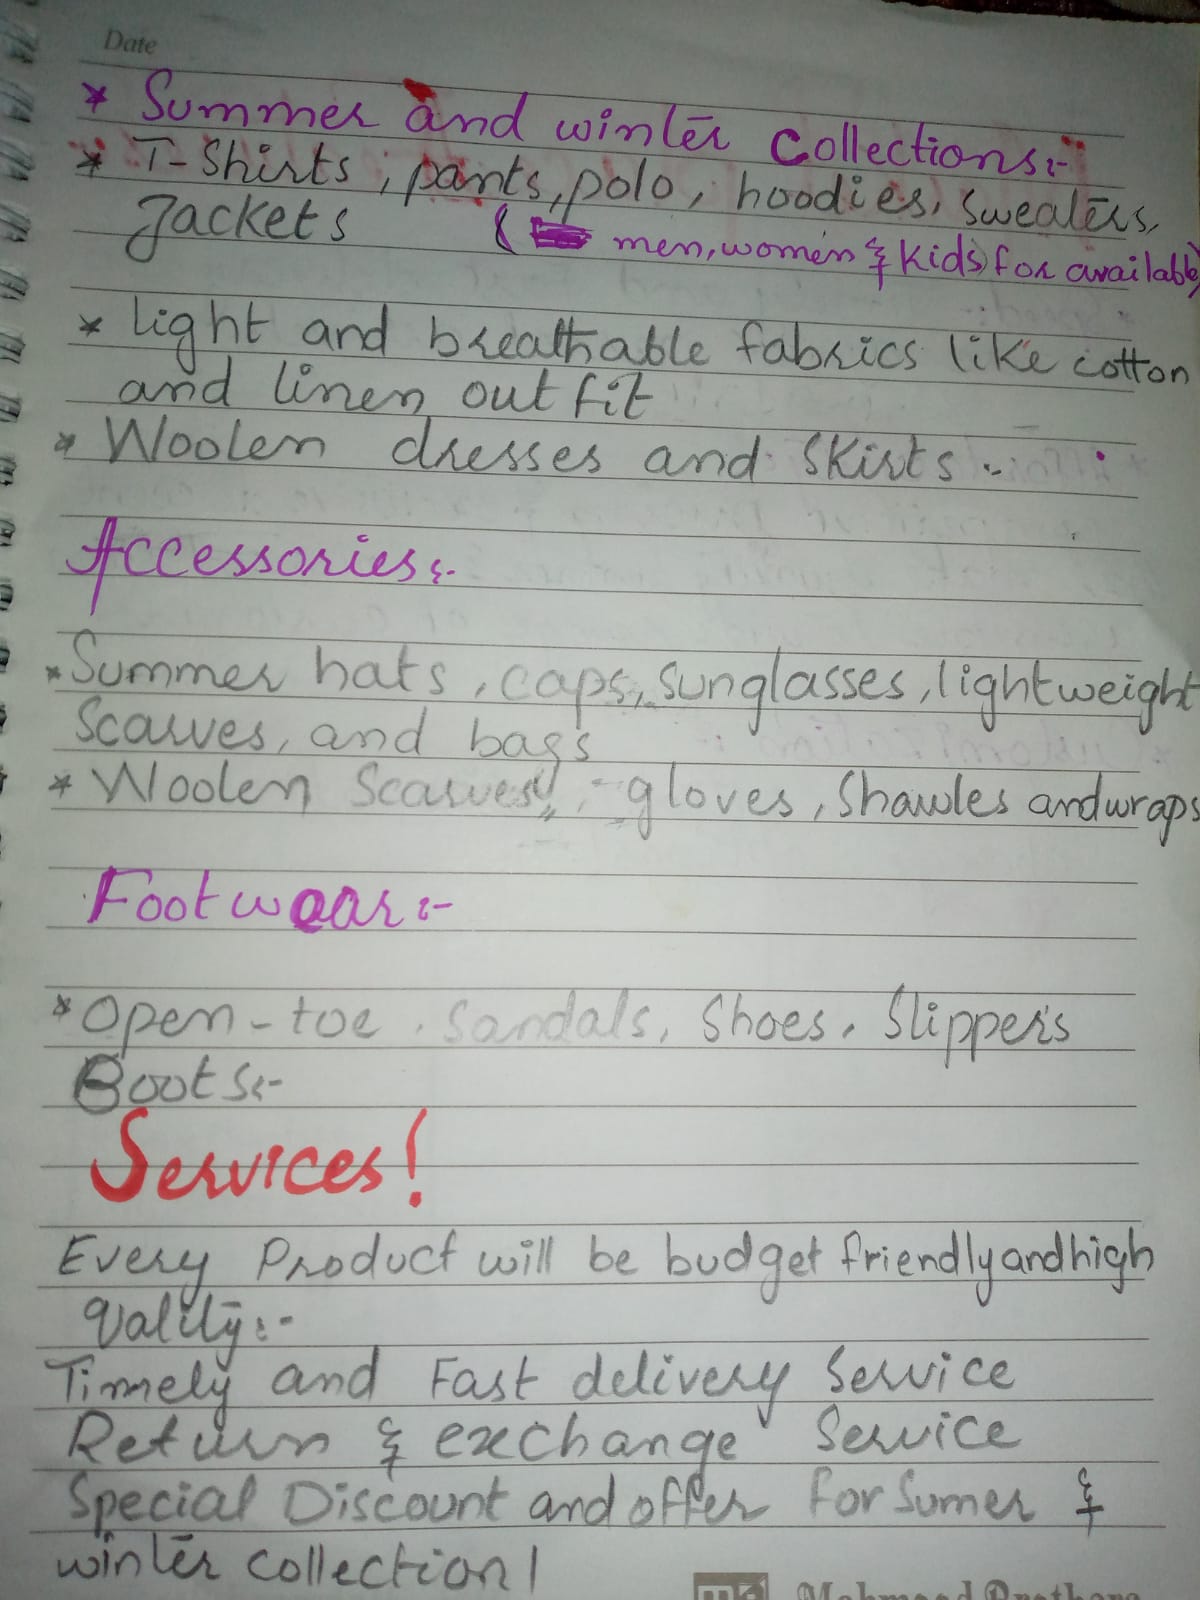 Date
* Summer and winter Collections:-
* T-Shirts, pants, polo, hoodies, sweaters,
Jackets ( men, women & kids) for available)
* light and breathable fabrics like cotton
and linen out fit
* Woolen dresses and skirts.
Accessories:-
* Summer hats, caps, sunglasses, lightweight
Scarves, and bags
* Woolen Scarves, gloves, Shawles and wraps
Footwear:-
* Open-toe. Sandals, Shoes. Slippers
Boots:-
Services!
Every Product will be budget friendly and high
quality:-
Timely and Fast delivery Service
Return & exchange Service
Special Discount and offer for Sumer &
winter collection!